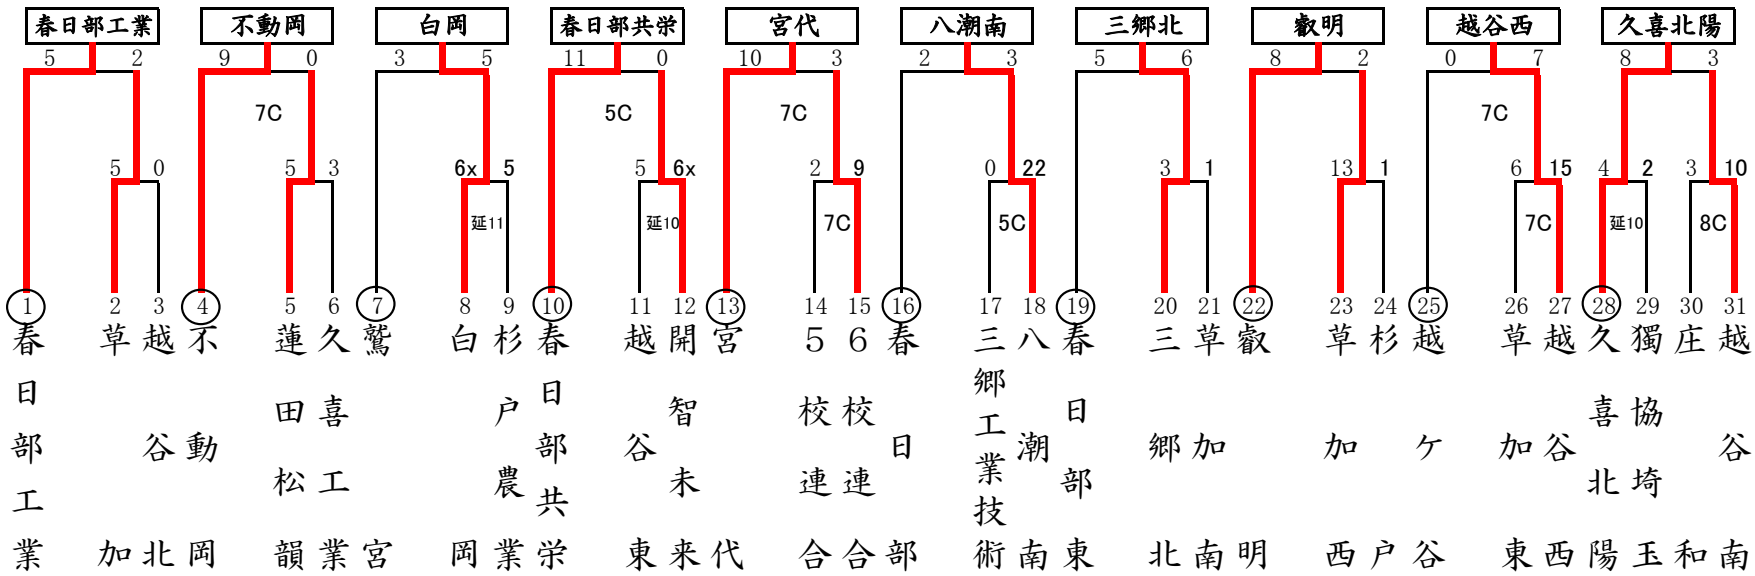 春日部工業 不動岡 白岡 春日部共栄 宮代 八潮南 三郷北 叡明 越谷西 久喜北陽
5 2 9 0 3 5 11 0 10 3 2 3 5 6 8 2 0 7 8 3
7C 5C 7C 7C
5 0 5 3 6x 5 5 6x 2 9 0 22 3 1 13 1 6 15 4 2 3 10
延11 延10 7C 5C 7C 延10 8C
1 2 3 4 5 6 7 8 9 10 11 12 13 14 15 16 17 18 19 20 21 22 23 24 25 26 27 28 29 30 31
春日部工業
草加
越谷北
不動岡
蓮田松韻
久喜工業
鷲宮
白岡
杉戸農業
春日部共栄
越谷東
開智未来
宮代
5校連合
6校連合
春日部
三郷工業技術
八潮南
春日部東
三郷北
草加南
叡明
草加西
杉戸
越ケ谷
草加東
越谷西
久喜北陽
獨協埼玉
庄和
越谷南